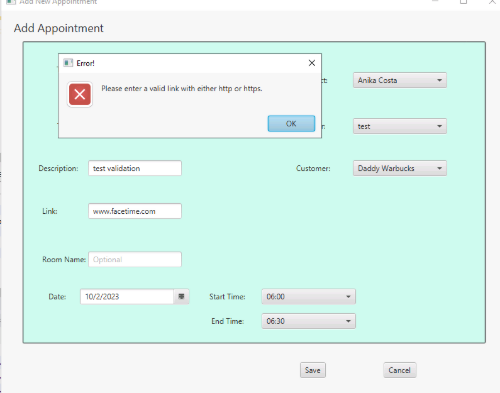 Add New Appointment
Add Appointment
Error!
Please enter a valid link with either http or https.
OK
Anika Costa
test
Description: test validation
Customer: Daddy Warbucks
Link: www.facetime.com
Room Name: Optional
Date: 10/2/2023
Start Time: 06:00
End Time: 06:30
Save Cancel